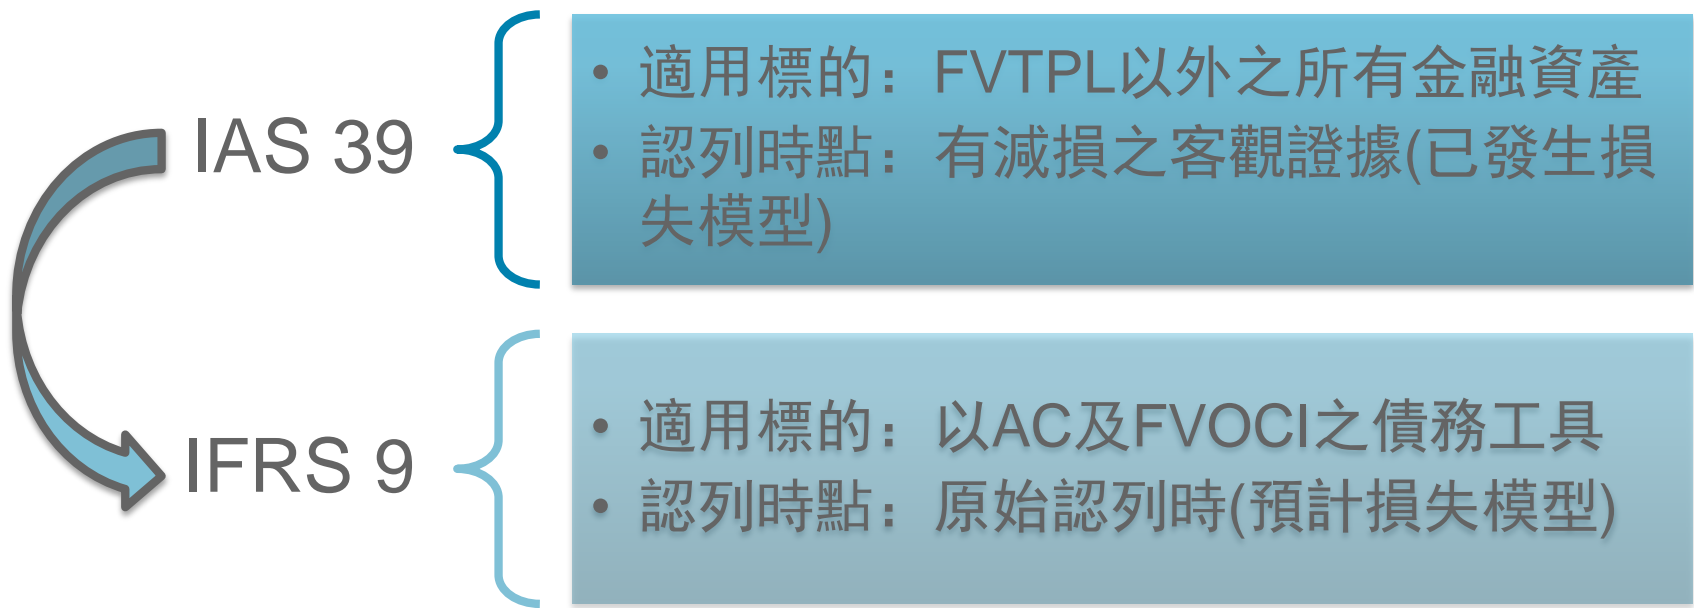 IAS 39
• 適用標的：FVTPL以外之所有金融資產
• 認列時點：有減損之客觀證據(已發生損
失模型)
IFRS 9
• 適用標的：以AC及FVOCI之債務工具
• 認列時點：原始認列時(預計損失模型)